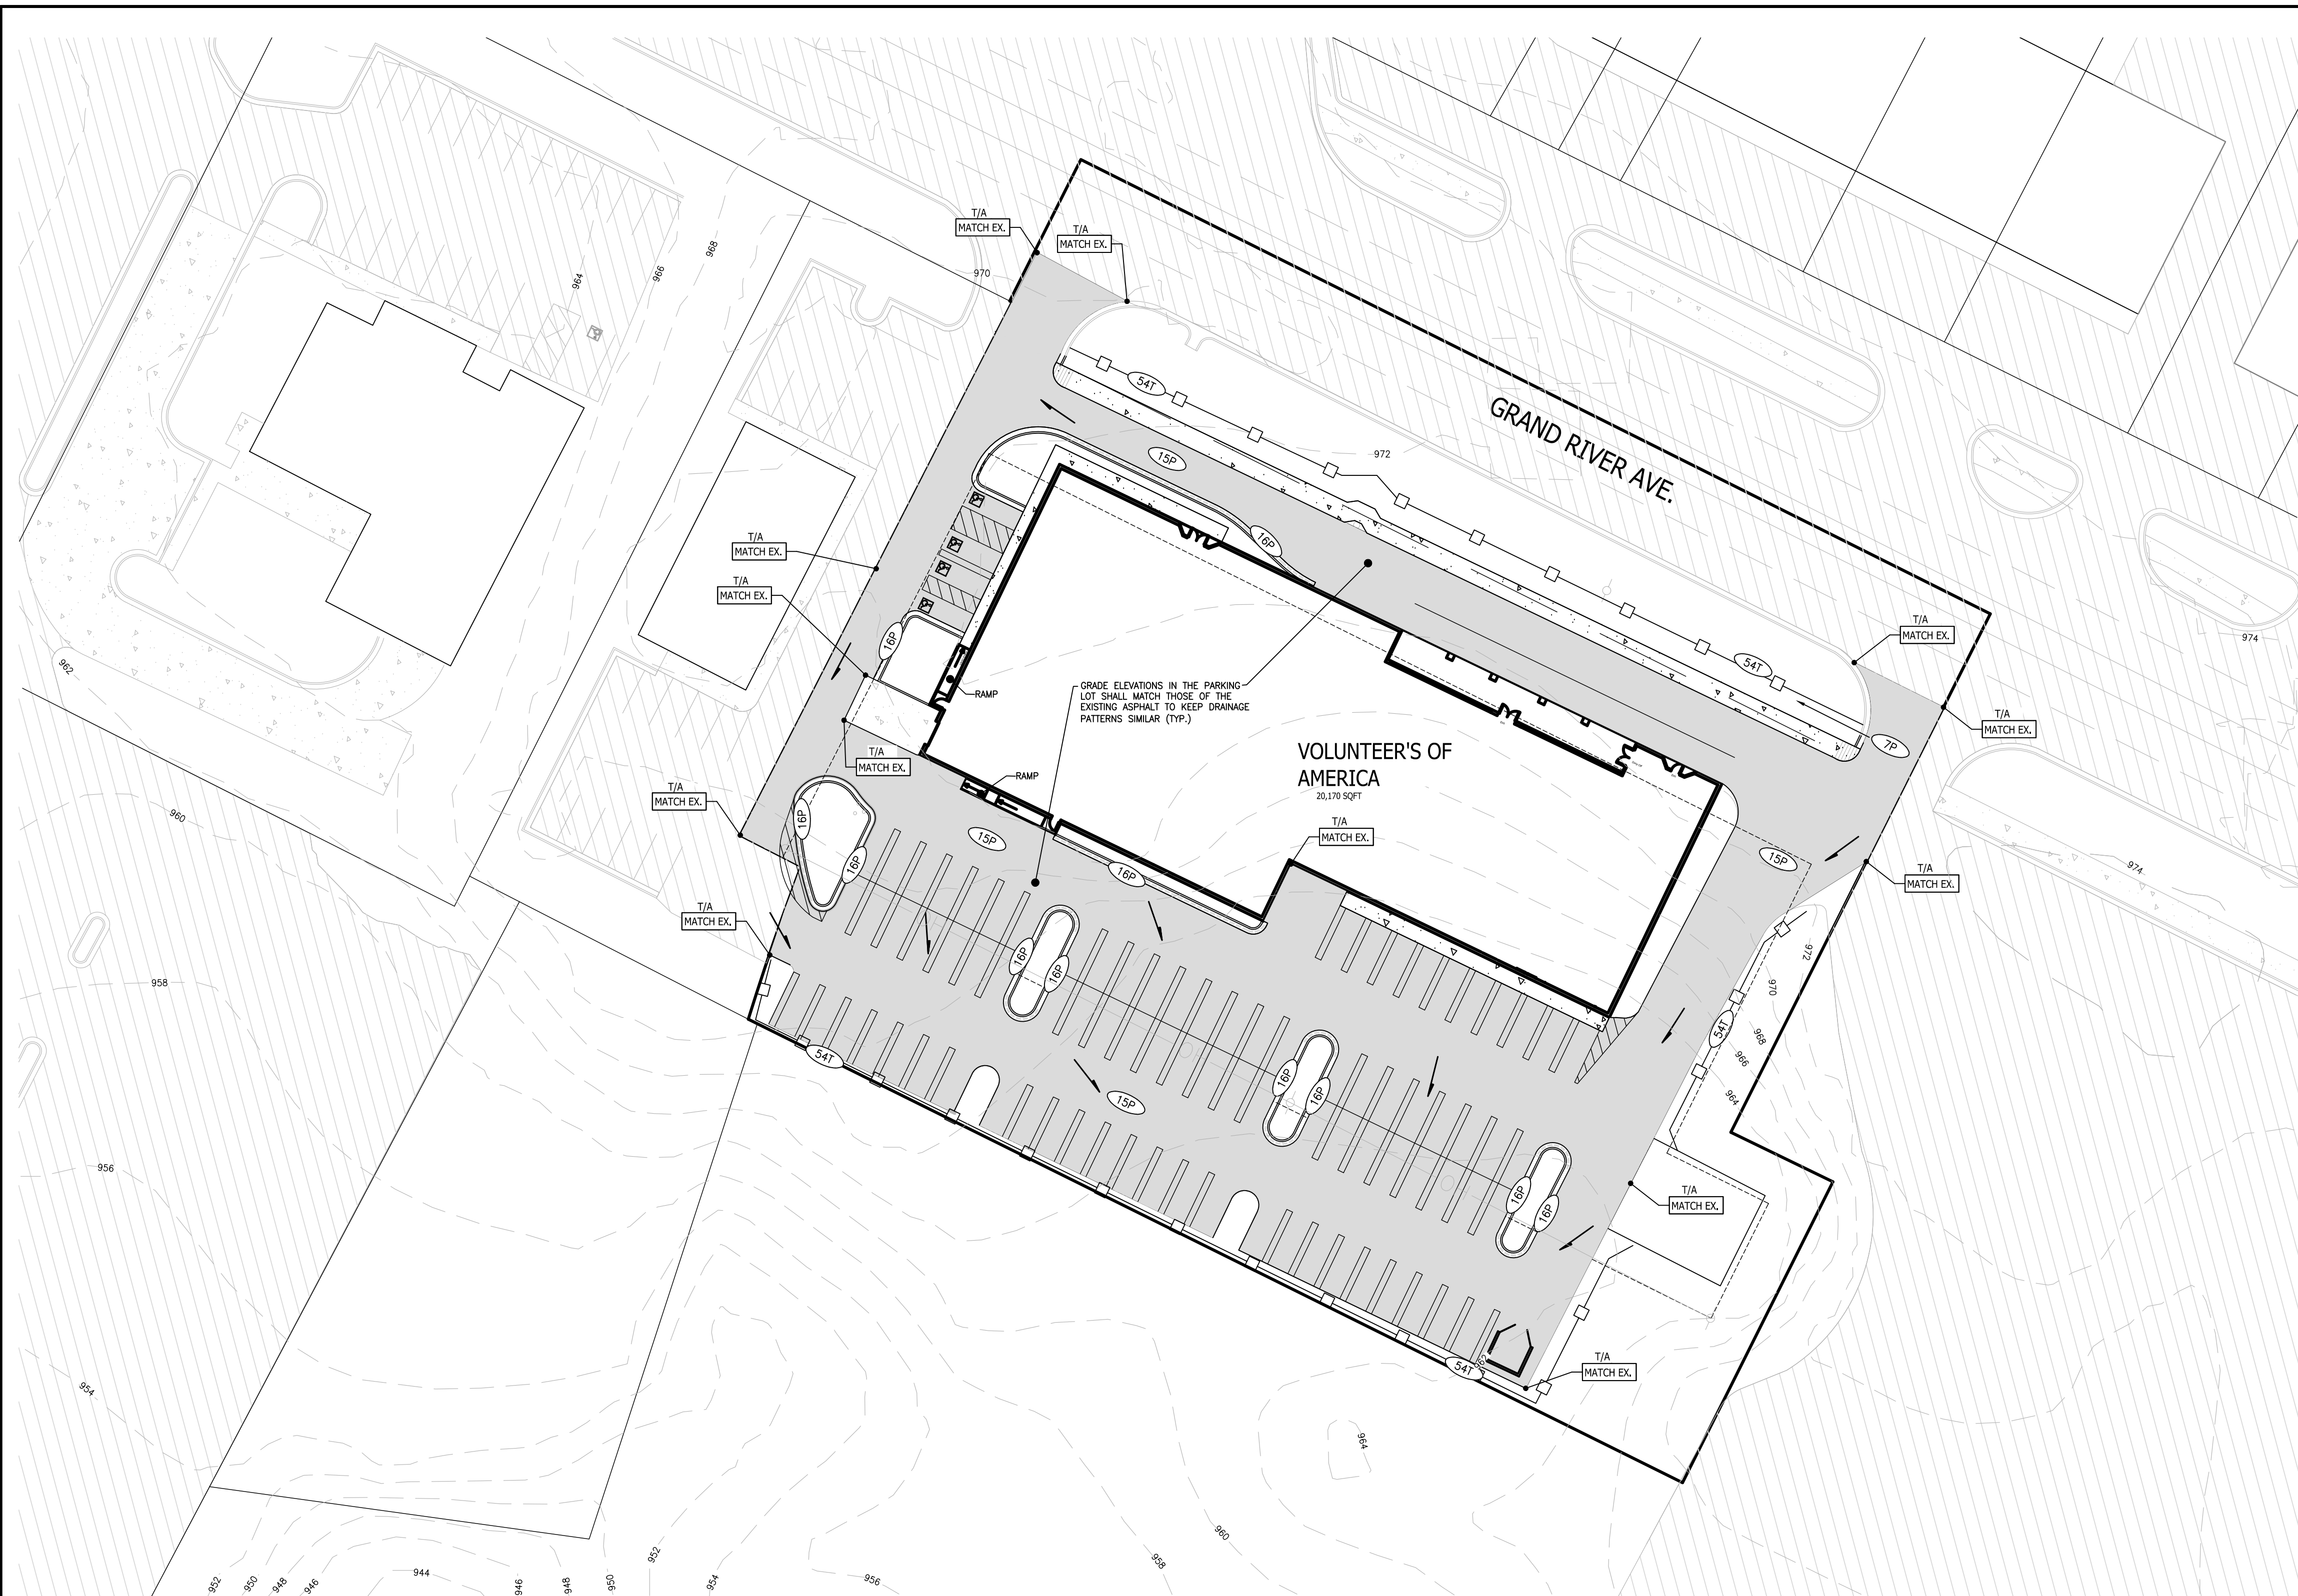 T/A
MATCH EX.
T/A
MATCH EX.
968
966
964
970
54T
GRAND RIVER AVE.
972
15P
16P
T/A
MATCH EX.
T/A
MATCH EX.
T/A
MATCH EX.
974
962
16P
RAMP
54T
GRADE ELEVATIONS IN THE PARKING
LOT SHALL MATCH THOSE OF THE
EXISTING ASPHALT TO KEEP DRAINAGE
PATTERNS SIMILAR (TYP.)
T/A
MATCH EX.
7P
T/A
MATCH EX.
VOLUNTEER'S OF
AMERICA
20,170 SQFT
RAMP
T/A
MATCH EX.
960
16P
15P
T/A
MATCH EX.
16P
16P
15P
974
T/A
MATCH EX.
T/A
MATCH EX.
972
970
16P
16P
958
54T
968
966
964
54T
16P
16P
15P
956
16P
16P
T/A
MATCH EX.
954
54T
962
T/A
MATCH EX.
964
960
958
956
954
952
950
948
946
944
946
948
950
952